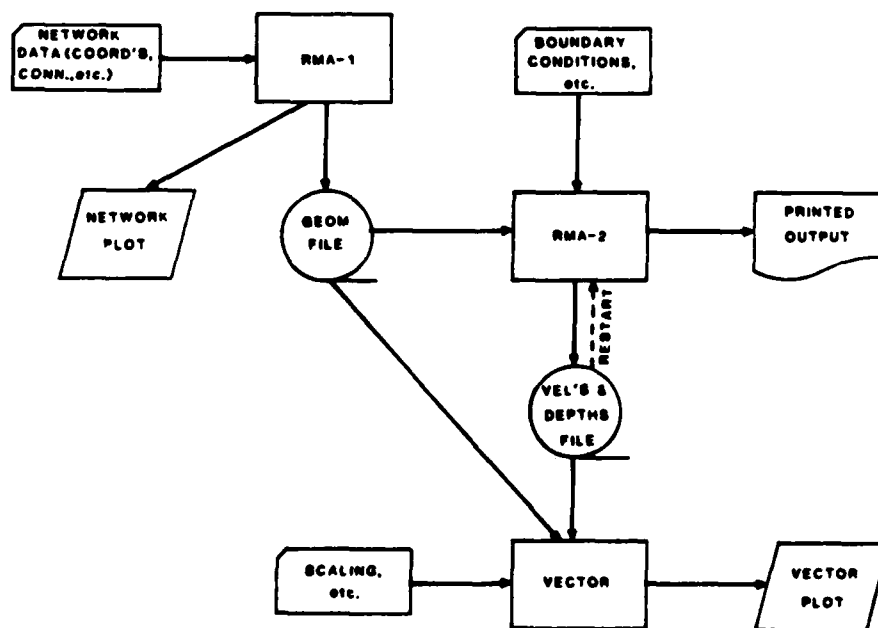 NETWORK
DATA(COORD'S,
CONN.,etc.)
RMA-1
BOUNDARY
CONDITIONS,
etc.
NETWORK
PLOT
GEOM
FILE
RMA-2
PRINTED
OUTPUT
RESTART
VEL'S &
DEPTHS
FILE
SCALING,
etc.
VECTOR
VECTOR
PLOT